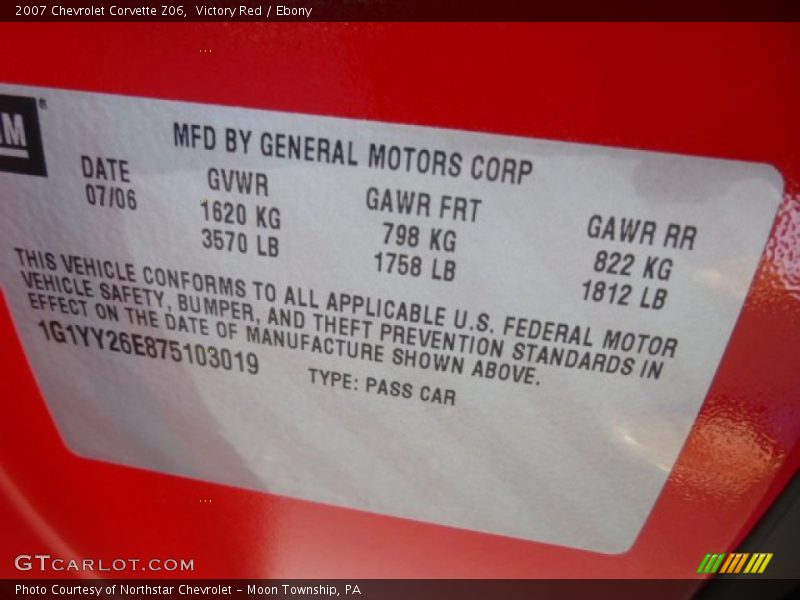 2007 Chevrolet Corvette Z06, Victory Red / Ebony
GM®
MFD BY GENERAL MOTORS CORP
DATE GVWR GAWR FRT GAWR RR
07/06 1620 KG 798 KG 822 KG
3570 LB 1758 LB 1812 LB
THIS VEHICLE CONFORMS TO ALL APPLICABLE U.S. FEDERAL MOTOR
VEHICLE SAFETY, BUMPER, AND THEFT PREVENTION STANDARDS IN
EFFECT ON THE DATE OF MANUFACTURE SHOWN ABOVE.
1G1YY26E875103019 TYPE: PASS CAR
GTCARLOT.COM
Photo Courtesy of Northstar Chevrolet - Moon Township, PA